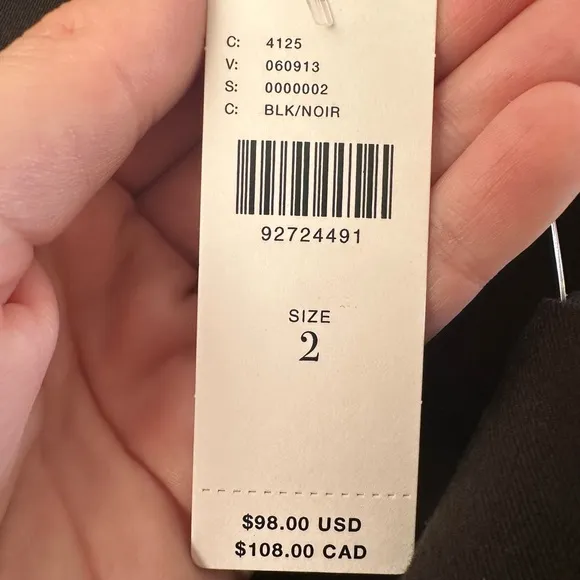 C: 4125
V: 060913
S: 0000002
C: BLK/NOIR
92724491
SIZE
2
$98.00 USD
$108.00 CAD